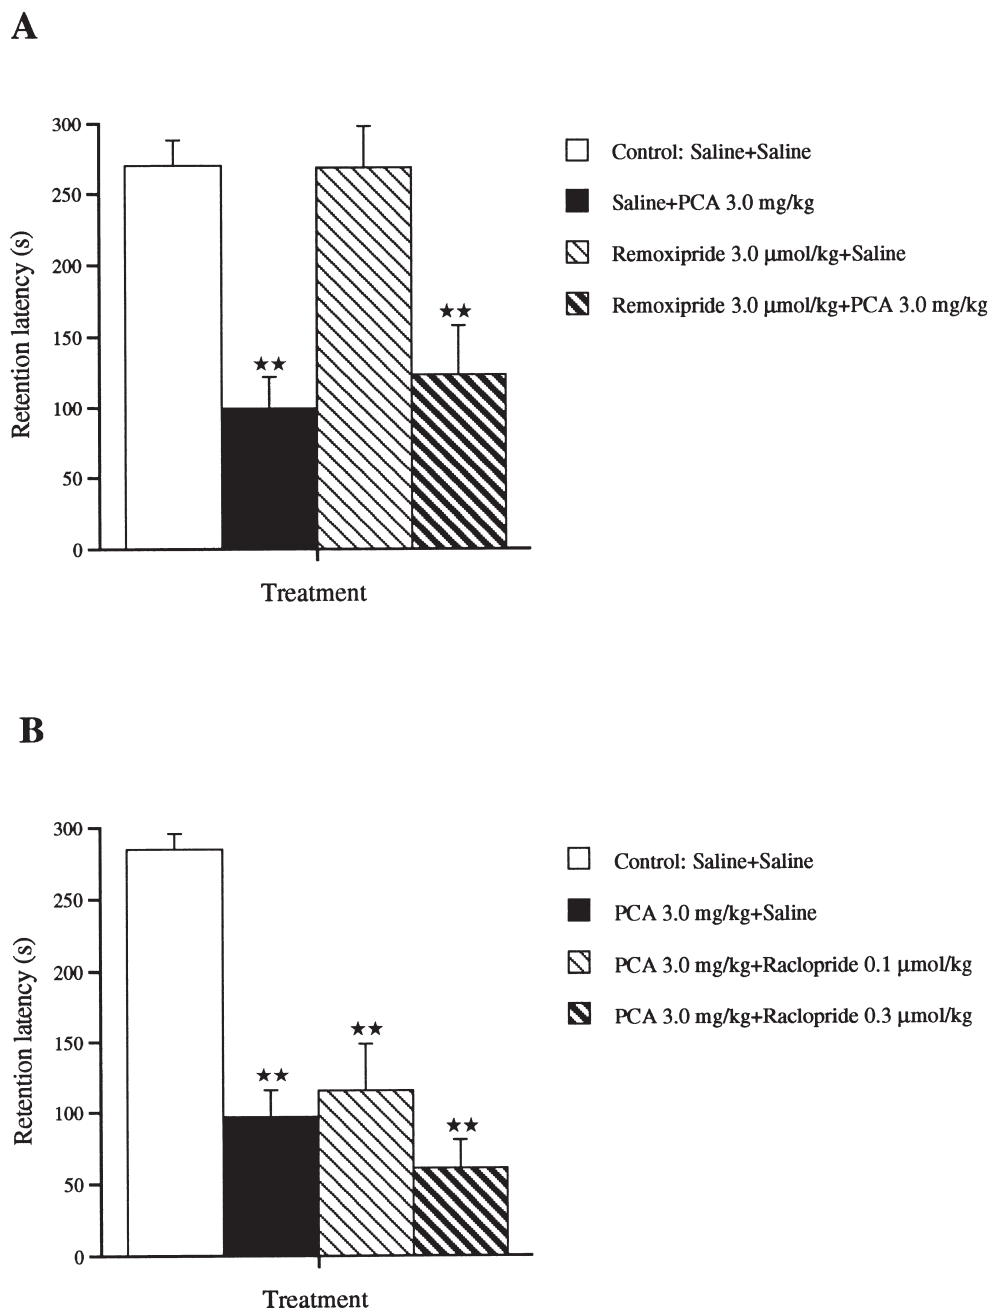 A
300
250
200
150
100
50
0
Retention latency (s)
★★
★★
Treatment
Control: Saline+Saline
Saline+PCA 3.0 mg/kg
Remoxipride 3.0 μmol/kg+Saline
Remoxipride 3.0 μmol/kg+PCA 3.0 mg/kg
B
300
250
200
150
100
50
0
Retention latency (s)
★★
★★
★★
Treatment
Control: Saline+Saline
PCA 3.0 mg/kg+Saline
PCA 3.0 mg/kg+Raclopride 0.1 μmol/kg
PCA 3.0 mg/kg+Raclopride 0.3 μmol/kg